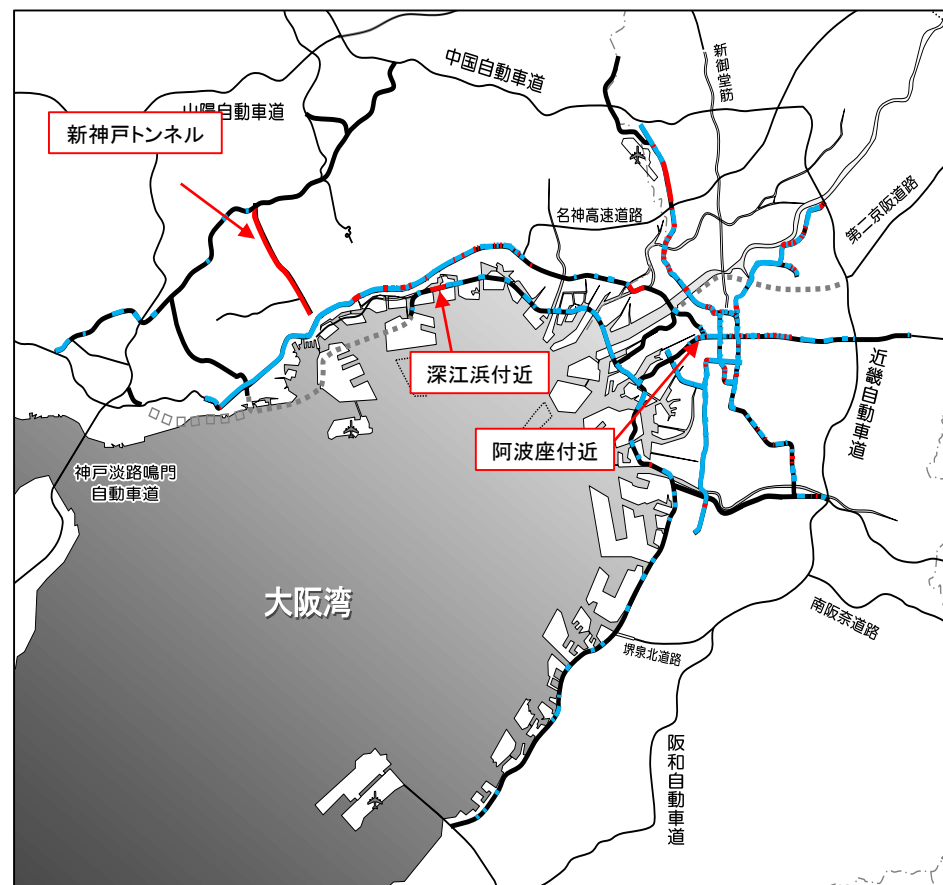 中国自動車道
新御堂筋
山陽自動車道
新神戸トンネル
名神高速道路
第二京阪道路
深江浜付近
阿波座付近
近畿自動車道
神戸淡路鳴門
自動車道
大阪湾
南阪奈道路
堺泉北道路
阪和自動車道